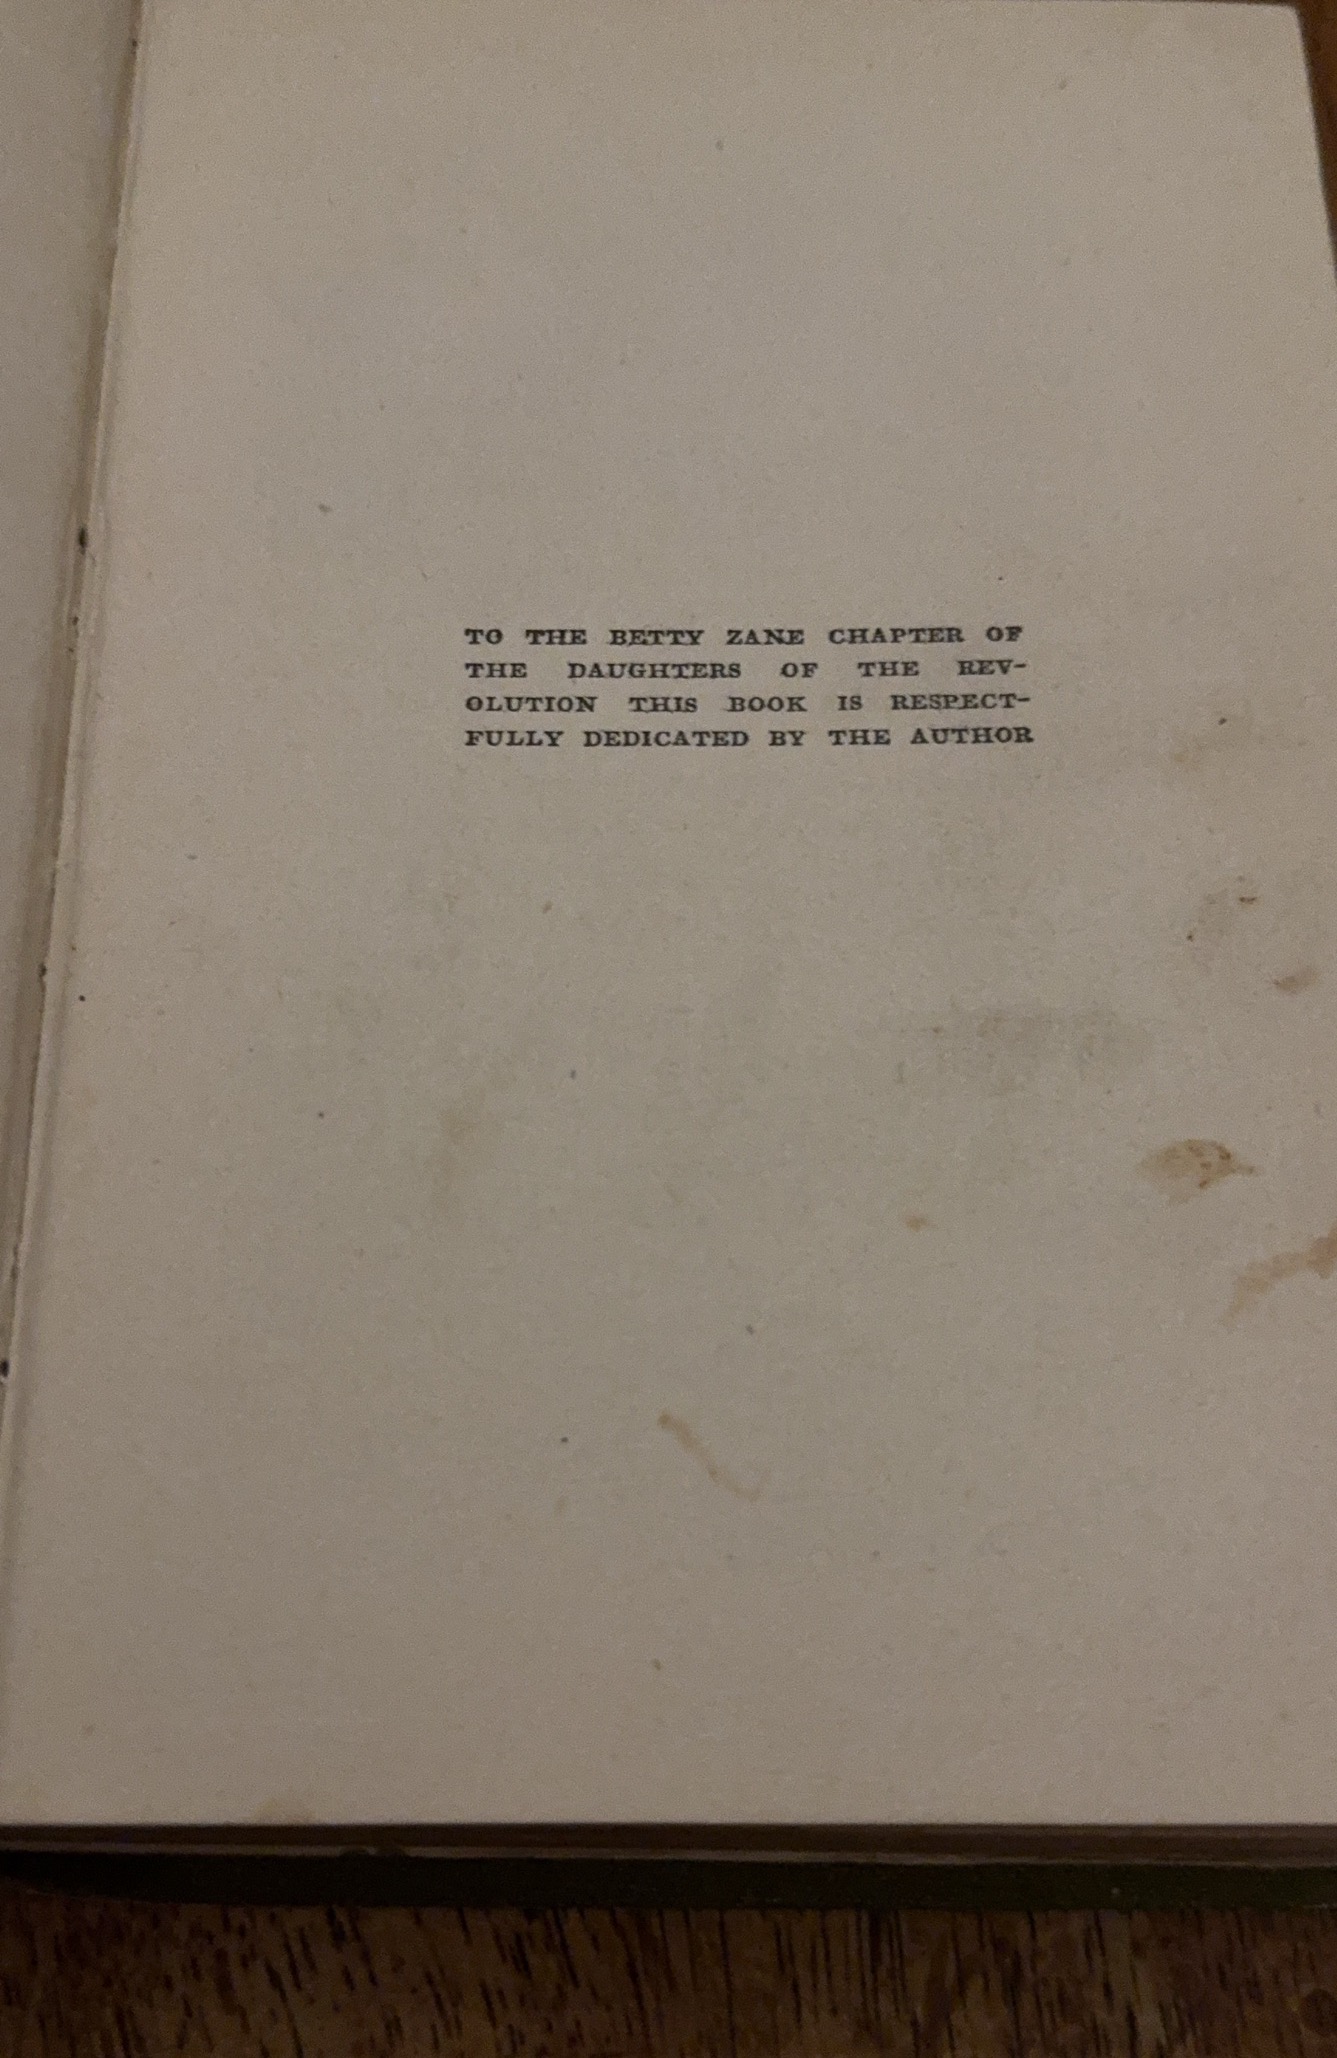 TO THE BETTY ZANE CHAPTER OF
THE DAUGHTERS OF THE REV-
OLUTION THIS BOOK IS RESPECT-
FULLY DEDICATED BY THE AUTHOR